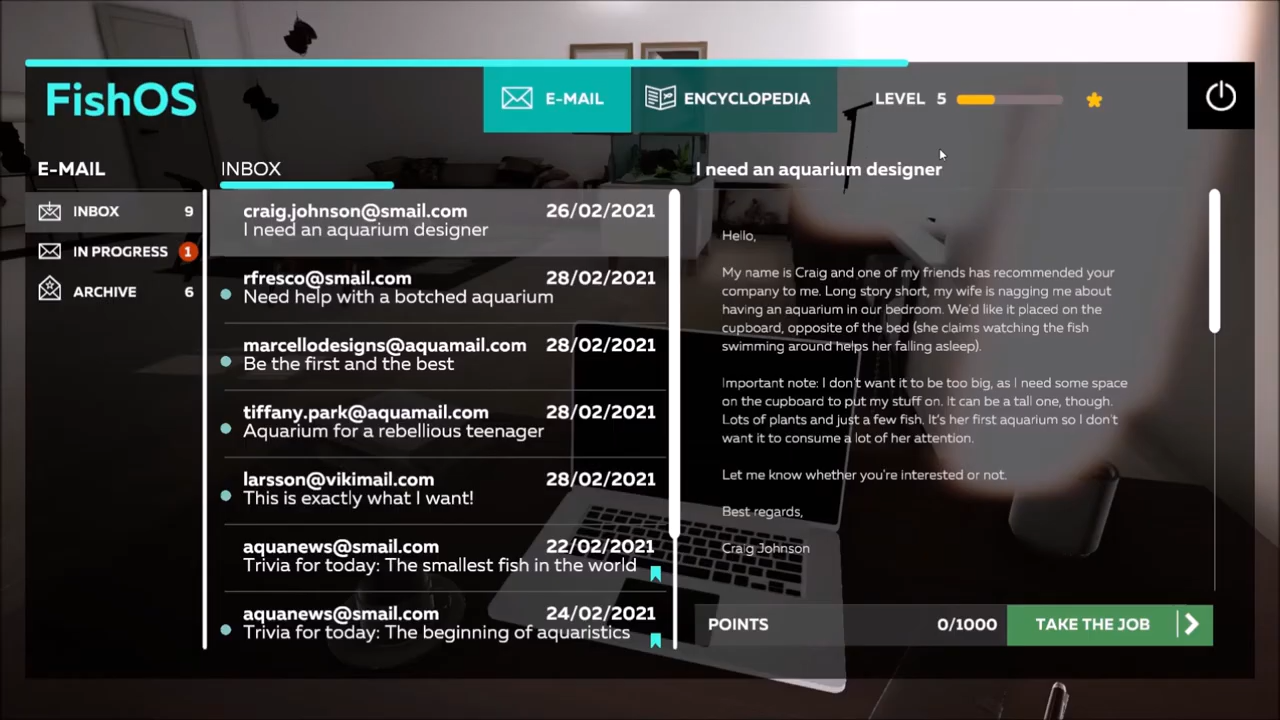 FishOS
E-MAIL
ENCYCLOPEDIA
LEVEL 5
E-MAIL
INBOX 9
IN PROGRESS 1
ARCHIVE 6
INBOX
craig.johnson@smail.com 26/02/2021
I need an aquarium designer
rfresco@smail.com 28/02/2021
Need help with a botched aquarium
marcellodesigns@aquamail.com 28/02/2021
Be the first and the best
tiffany.park@aquamail.com 28/02/2021
Aquarium for a rebellious teenager
larsson@vikimail.com 28/02/2021
This is exactly what I want!
aquanews@smail.com 22/02/2021
Trivia for today: The smallest fish in the world
aquanews@smail.com 24/02/2021
Trivia for today: The beginning of aquaristics
I need an aquarium designer
Hello,
My name is Craig and one of my friends has recommended your
company to me. Long story short, my wife is nagging me about
having an aquarium in our bedroom. We'd like it placed on the
cupboard, opposite of the bed (she claims watching the fish
swimming around helps her falling asleep).
Important note: I don't want it to be too big, as I need some space
on the cupboard to put my stuff on. It can be a tall one, though.
Lots of plants and just a few fish. It's her first aquarium so I don't
want it to consume a lot of her attention.
Let me know whether you're interested or not.
Best regards,
Craig Johnson
POINTS 0/1000
TAKE THE JOB